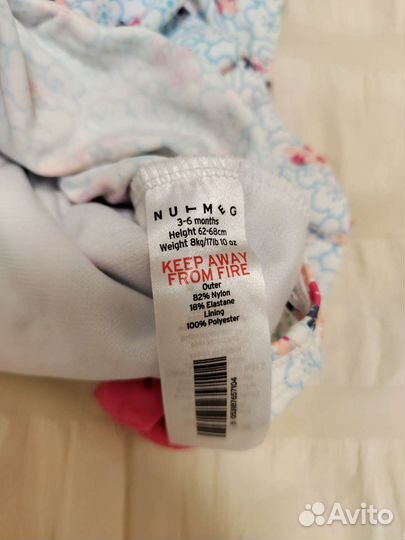 NUTMEG
3-6 months
Height 62-68cm
Weight 8kg/17lb 10 oz
KEEP AWAY
FROM FIRE
Outer
82% Nylon
18% Elastane
Lining
100% Polyester
Avito